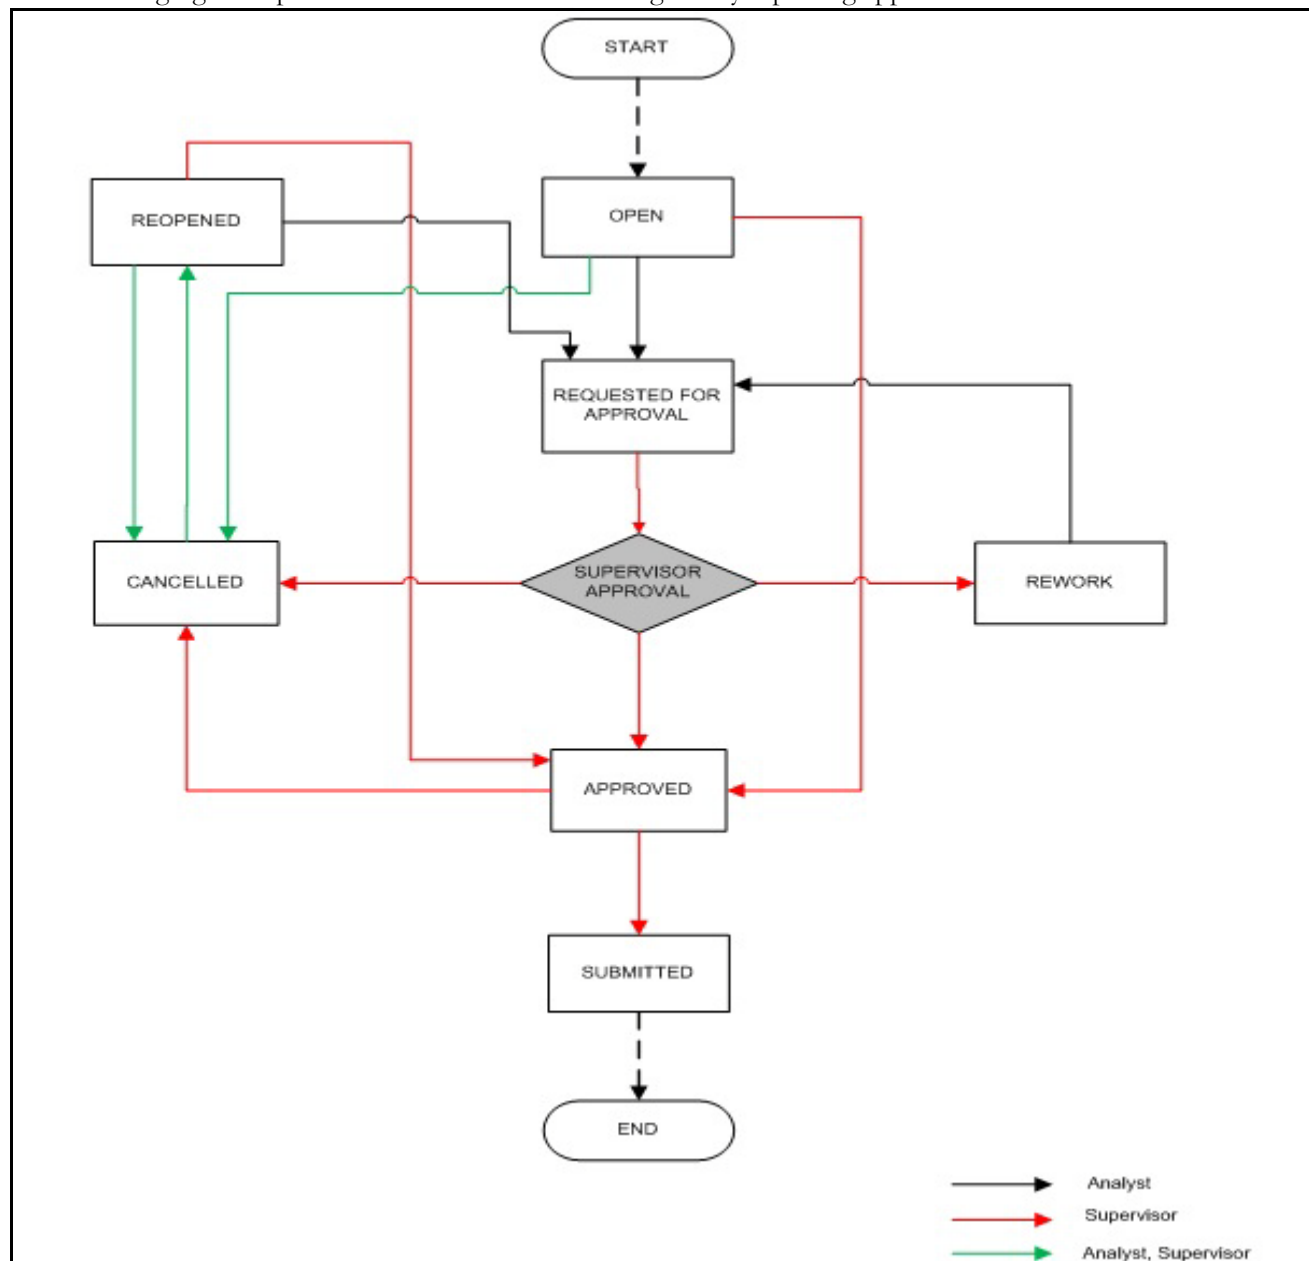 START
REOPENED
OPEN
REQUESTED FOR
APPROVAL
CANCELLED
SUPERVISOR
APPROVAL
REWORK
APPROVED
SUBMITTED
END
Analyst
Supervisor
Analyst, Supervisor